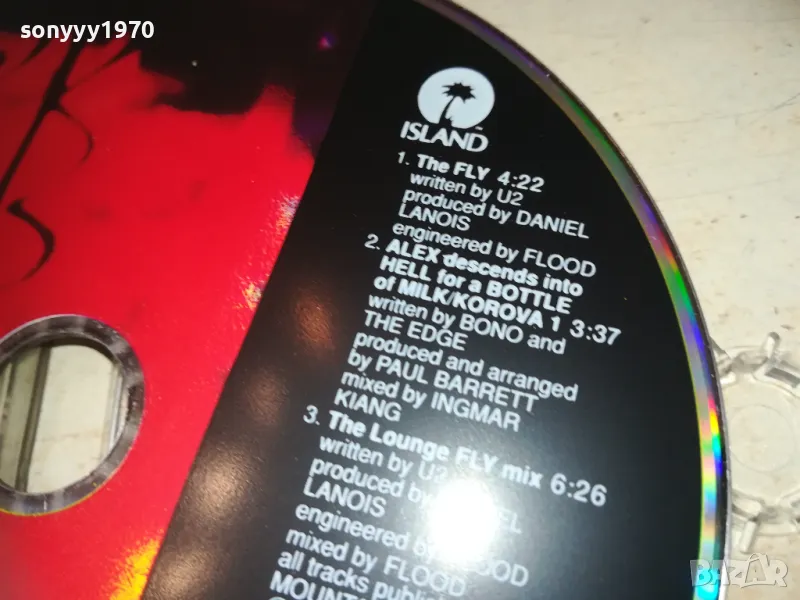 sonyyy1970
ISLAND
1. The FLY 4:22
written by U2
produced by DANIEL
LANOIS
engineered by FLOOD
2. ALEX descends into
HELL for a BOTTLE
of MILK/KOROVA 1 3:37
written by BONO and
THE EDGE
produced and arranged
by PAUL BARRETT
mixed by INGMAR
KIANG
3. The Lounge FLY mix 6:26
written by U2
produced by
LANOIS
engineered
mixed by FLOOD
all tracks
BAZAR